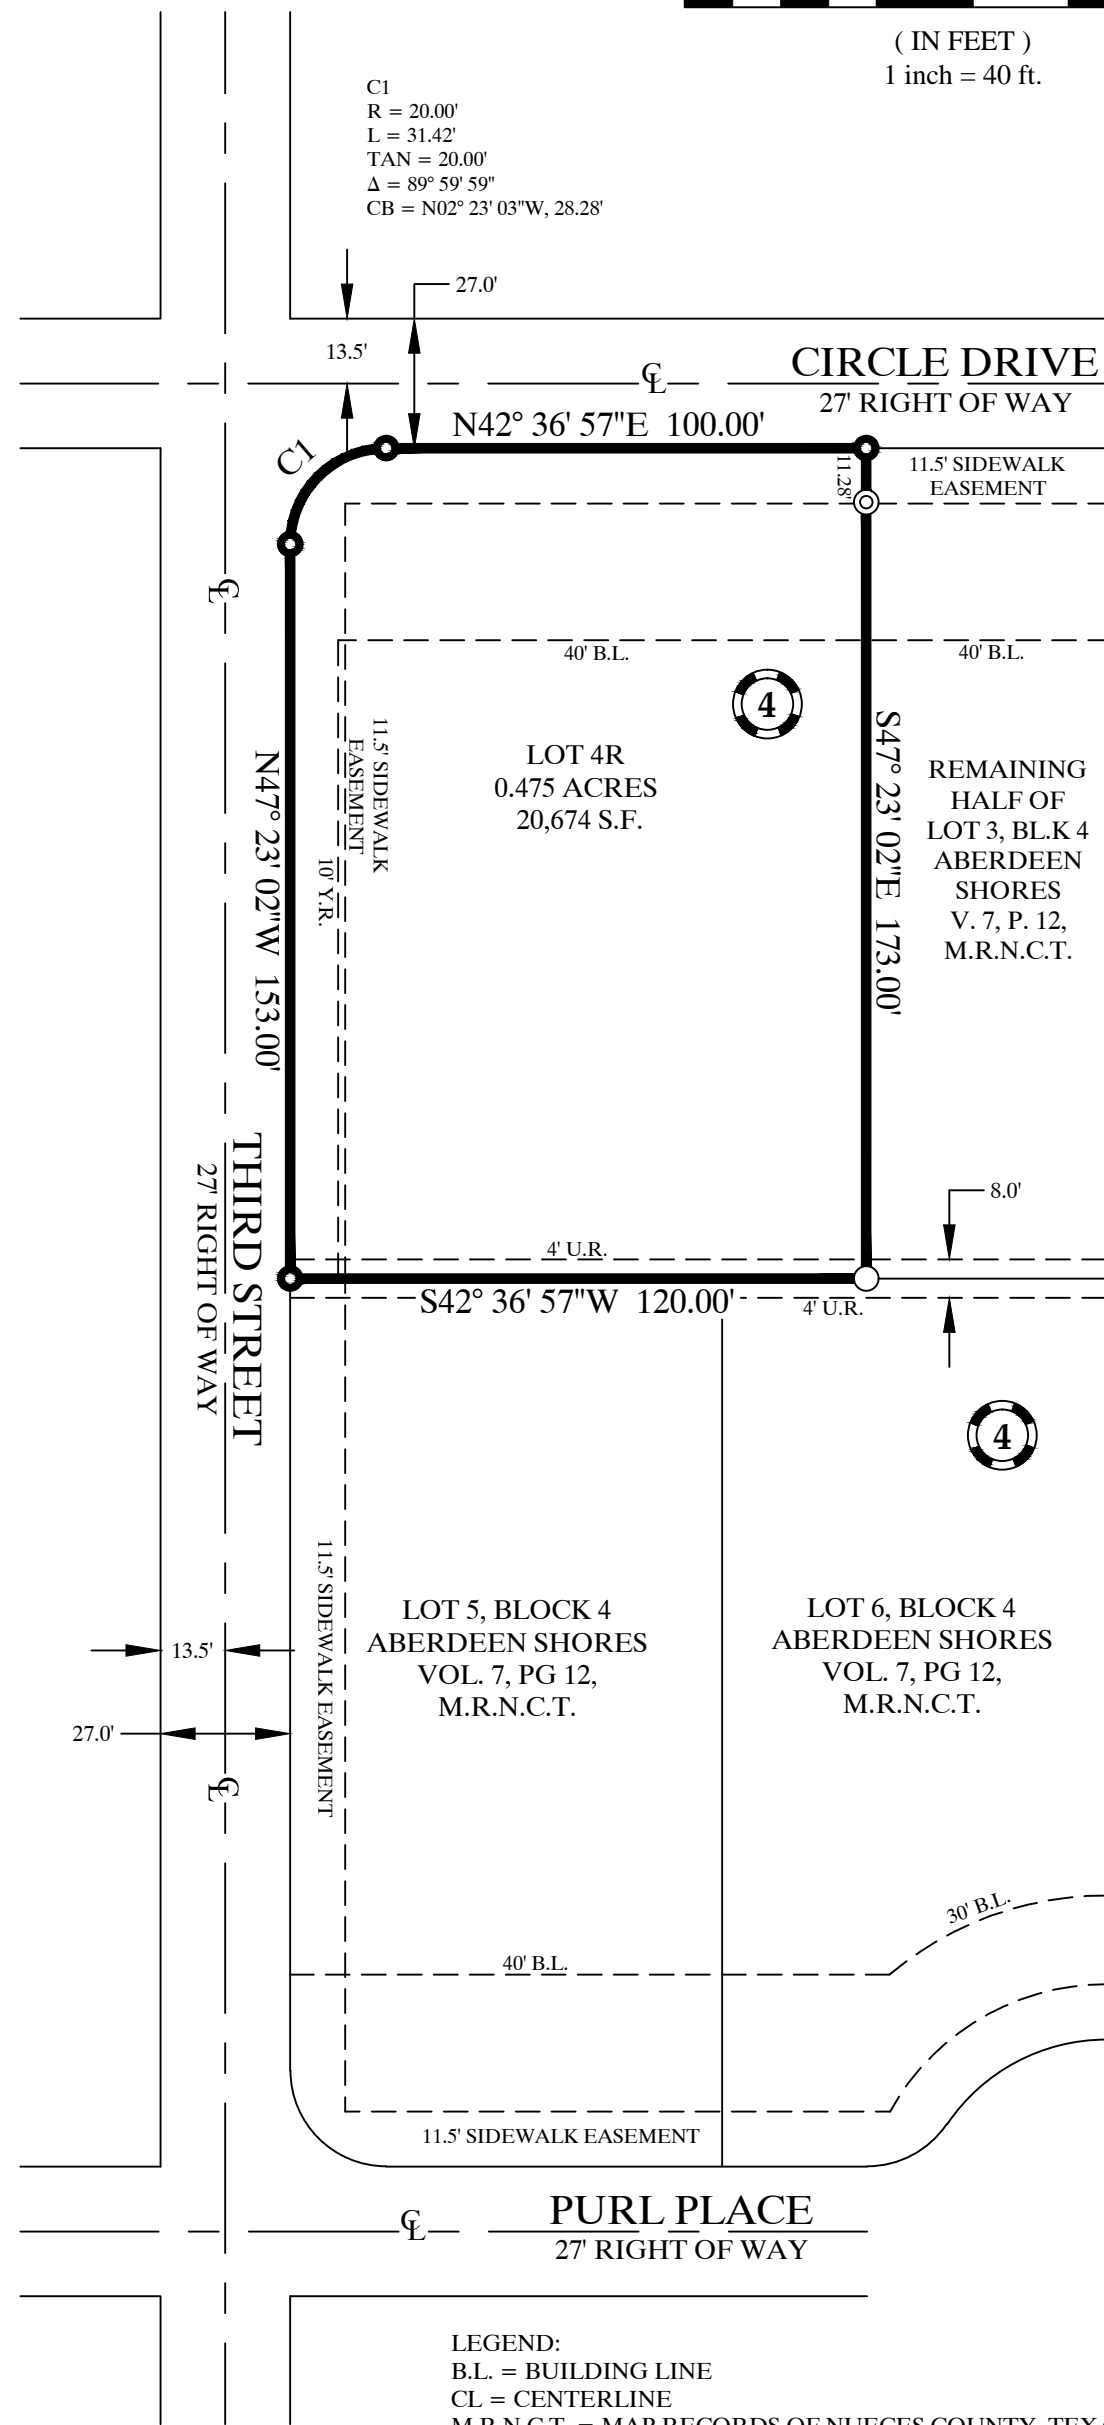 ( IN FEET )
1 inch = 40 ft.
C1
R = 20.00'
L = 31.42'
TAN = 20.00'
Δ = 89° 59' 59"
CB = N02° 23' 03"W, 28.28'
27.0'
13.5'
CIRCLE DRIVE
27' RIGHT OF WAY
℄
N42° 36' 57"E 100.00'
C1
11.28'
11.5' SIDEWALK
EASEMENT
℄
40' B.L.
40' B.L.
4
11.5' SIDEWALK
EASEMENT
10' Y.R.
LOT 4R
0.475 ACRES
20,674 S.F.
N47° 23' 02"W 153.00'
S47° 23' 02"E 173.00'
REMAINING
HALF OF
LOT 3, BL.K 4
ABERDEEN
SHORES
V. 7, P. 12,
M.R.N.C.T.
THIRD STREET
27' RIGHT OF WAY
8.0'
4' U.R.
S42° 36' 57"W 120.00'
4' U.R.
4
11.5' SIDEWALK EASEMENT
LOT 5, BLOCK 4
ABERDEEN SHORES
VOL. 7, PG 12,
M.R.N.C.T.
LOT 6, BLOCK 4
ABERDEEN SHORES
VOL. 7, PG 12,
M.R.N.C.T.
13.5'
27.0'
℄
30' B.L.
40' B.L.
11.5' SIDEWALK EASEMENT
PURL PLACE
27' RIGHT OF WAY
℄
LEGEND:
B.L. = BUILDING LINE
CL = CENTERLINE
M.R.N.C.T. = MAP RECORDS OF NUECES COUNTY, TEX